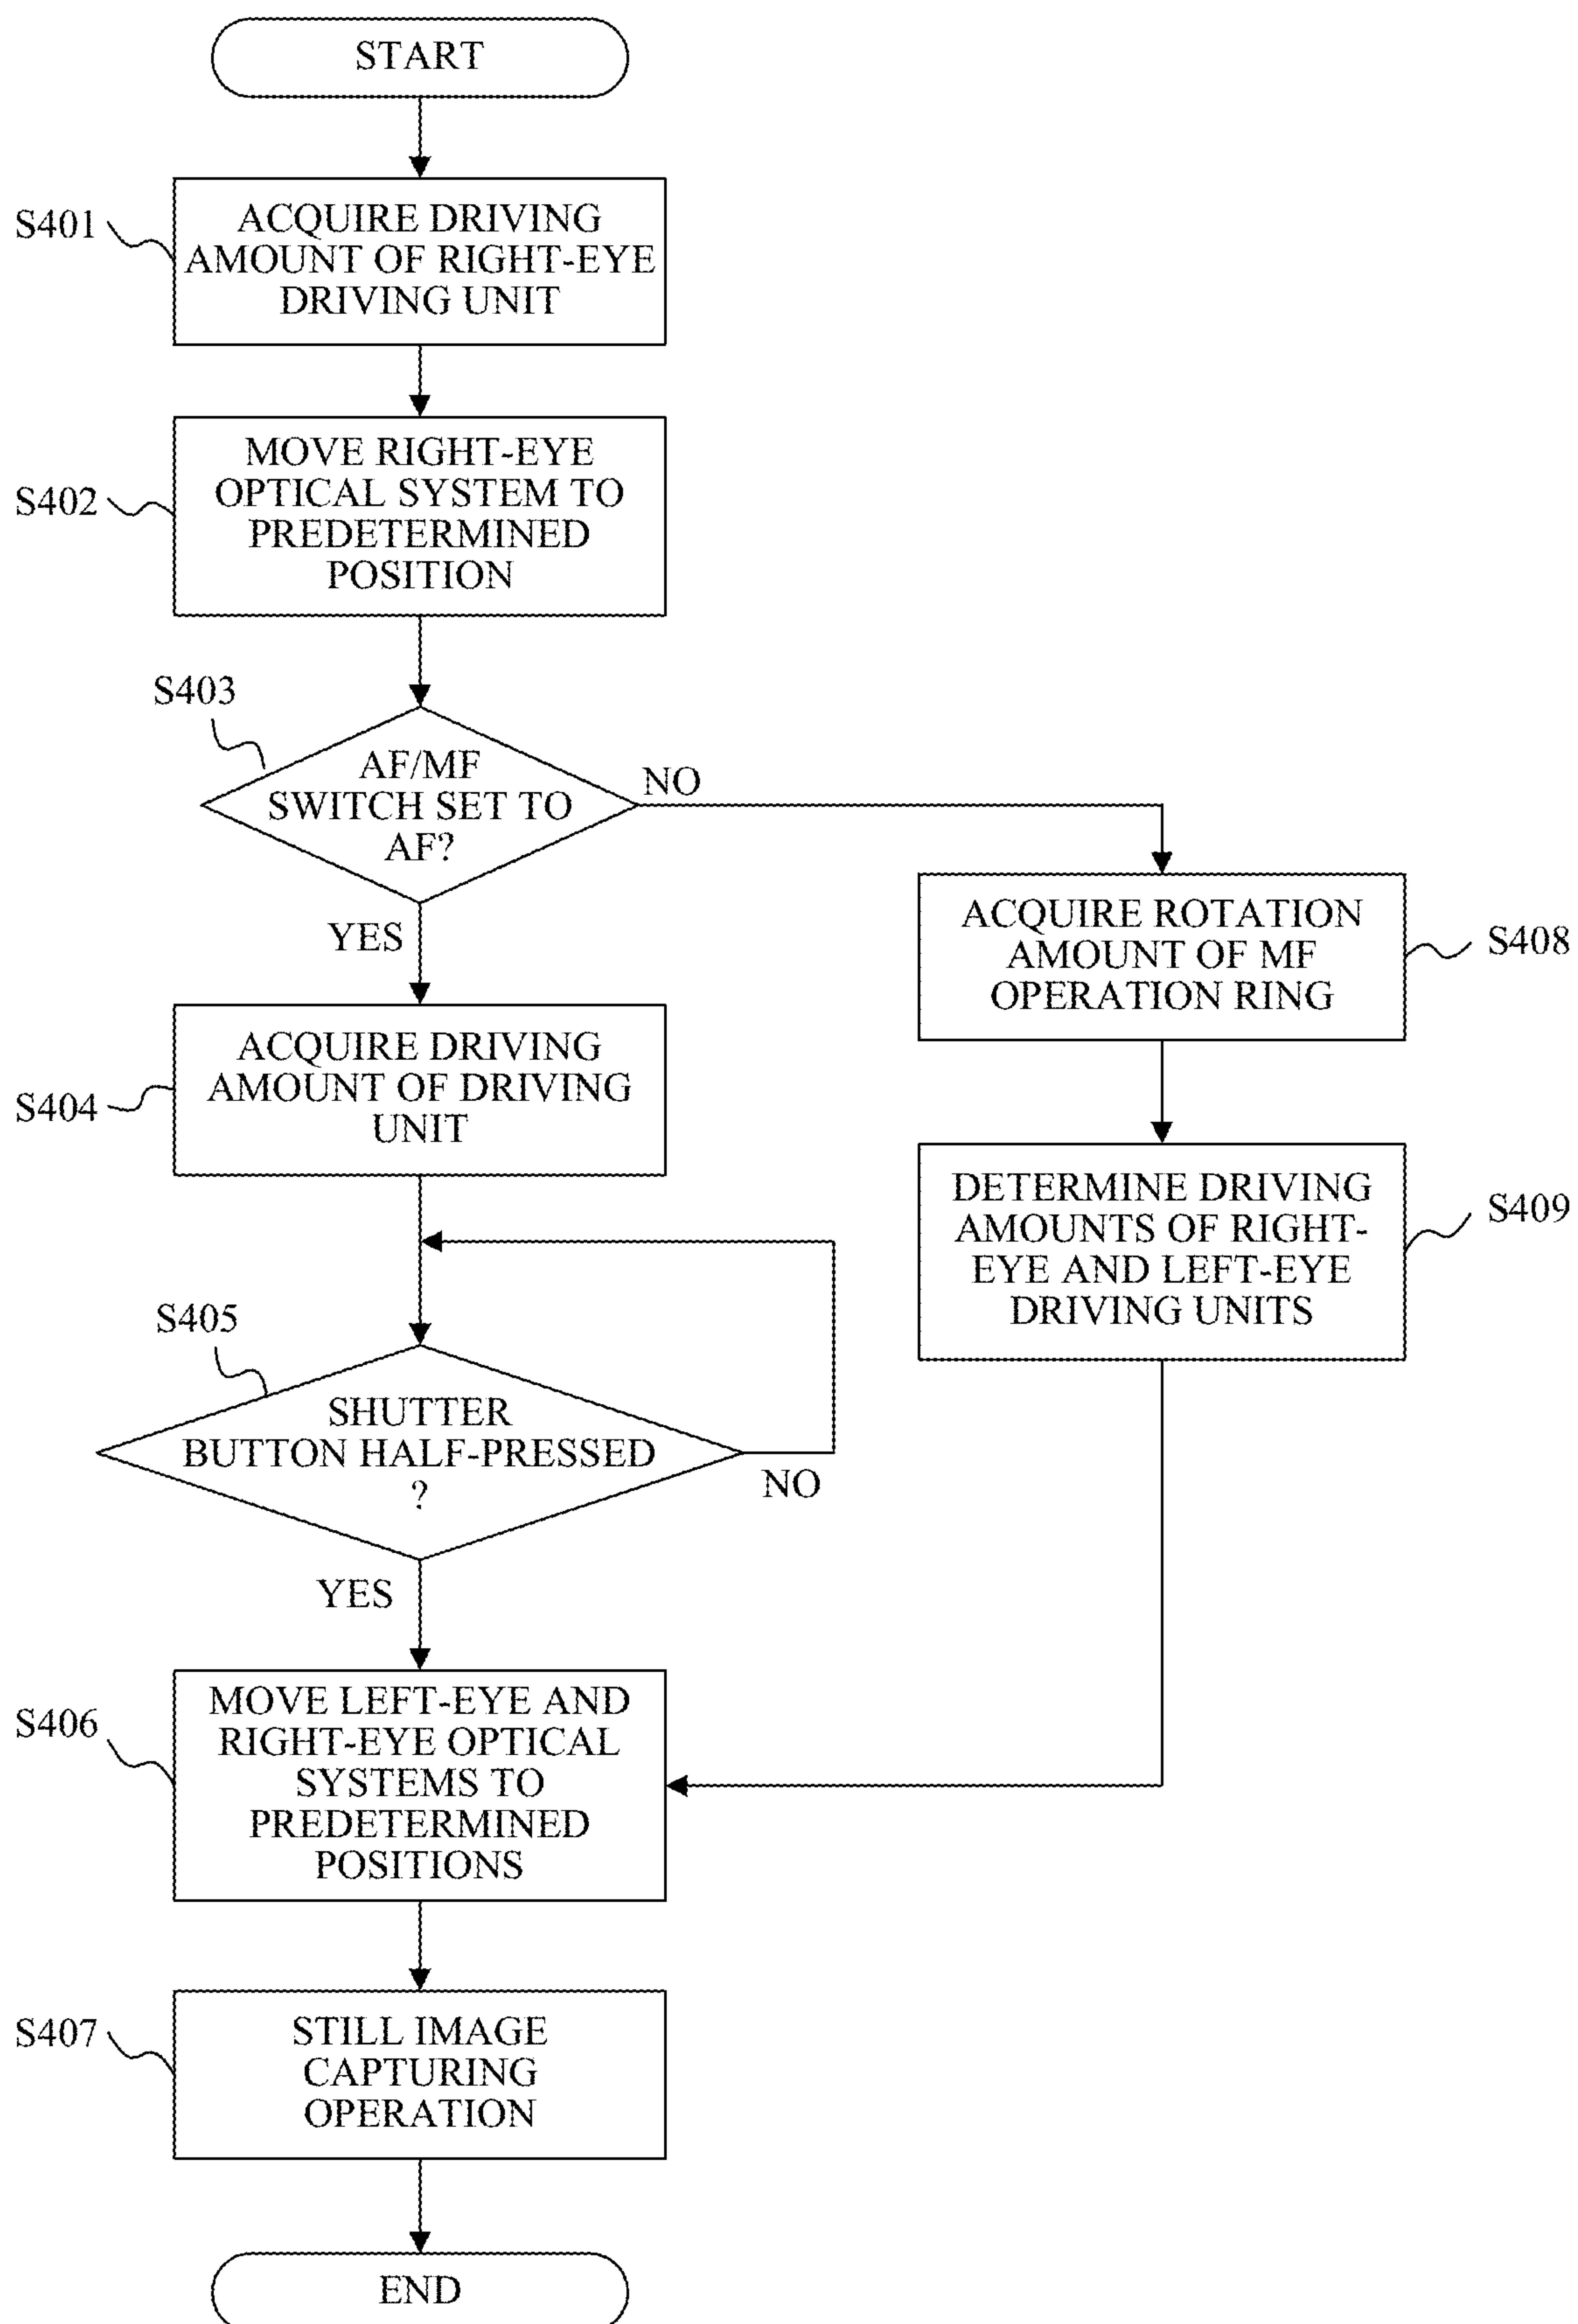 START
S401
ACQUIRE DRIVING
AMOUNT OF RIGHT-EYE
DRIVING UNIT
S402
MOVE RIGHT-EYE
OPTICAL SYSTEM TO
PREDETERMINED
POSITION
S403
AF/MF
SWITCH SET TO
AF?
NO
YES
S404
ACQUIRE DRIVING
AMOUNT OF DRIVING
UNIT
S405
SHUTTER
BUTTON HALF-PRESSED
?
NO
YES
S406
MOVE LEFT-EYE AND
RIGHT-EYE OPTICAL
SYSTEMS TO
PREDETERMINED
POSITIONS
S407
STILL IMAGE
CAPTURING
OPERATION
END
ACQUIRE ROTATION
AMOUNT OF MF
OPERATION RING
S408
DETERMINE DRIVING
AMOUNTS OF RIGHT-
EYE AND LEFT-EYE
DRIVING UNITS
S409